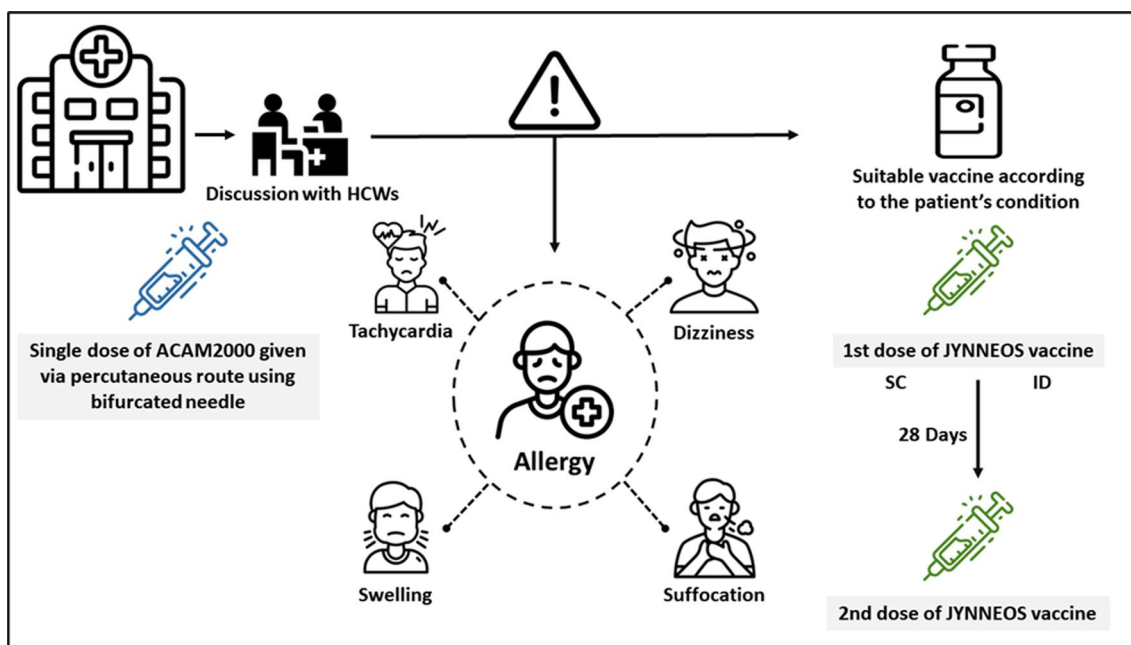 Discussion with HCWs
Suitable vaccine according
to the patient's condition
Single dose of ACAM2000 given
via percutaneous route using
bifurcated needle
Tachycardia
Dizziness
Allergy
Swelling
Suffocation
1st dose of JYNNEOS vaccine
SC ID
28 Days
2nd dose of JYNNEOS vaccine